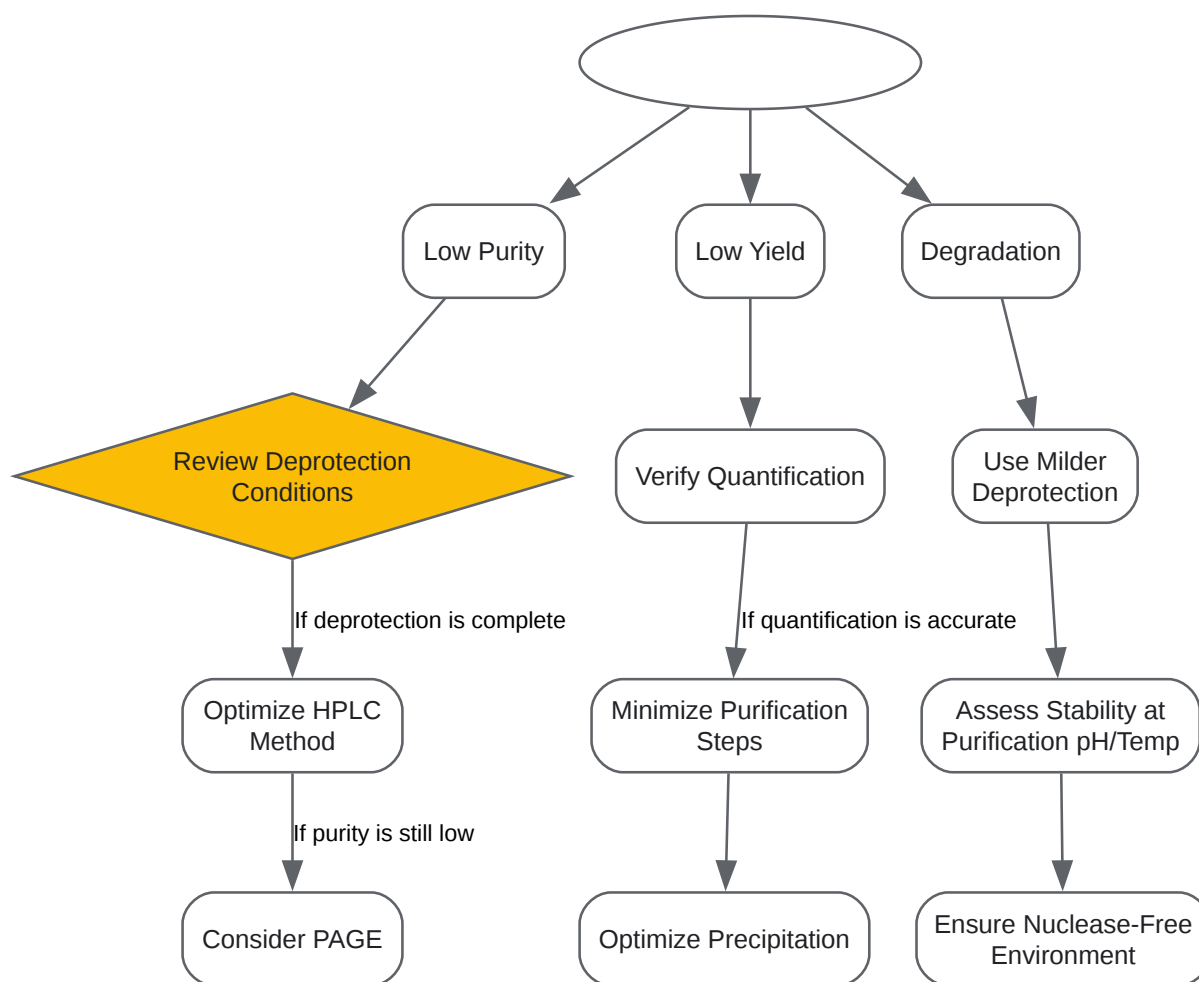 Low Purity
Low Yield
Degradation
Review Deprotection
Conditions
Verify Quantification
Use Milder
Deprotection
If deprotection is complete
If quantification is accurate
Optimize HPLC
Method
Minimize Purification
Steps
Assess Stability at
Purification pH/Temp
If purity is still low
Consider PAGE
Optimize Precipitation
Ensure Nuclease-Free
Environment